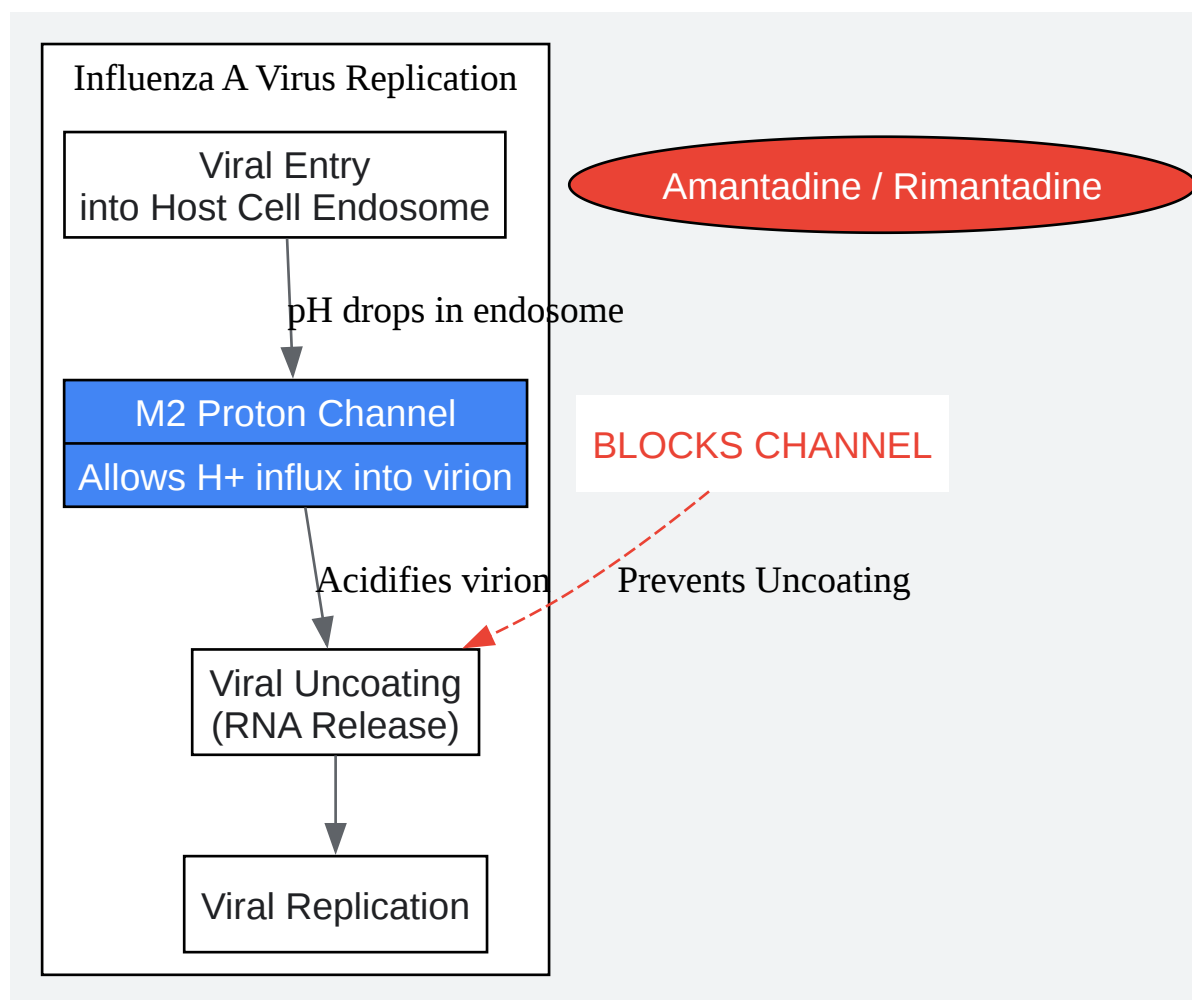 Influenza A Virus Replication
Viral Entry
into Host Cell Endosome
Amantadine / Rimantadine
pH drops in endosome
M2 Proton Channel
Allows H+ influx into virion
BLOCKS CHANNEL
Acidifies virion
Prevents Uncoating
Viral Uncoating
(RNA Release)
Viral Replication